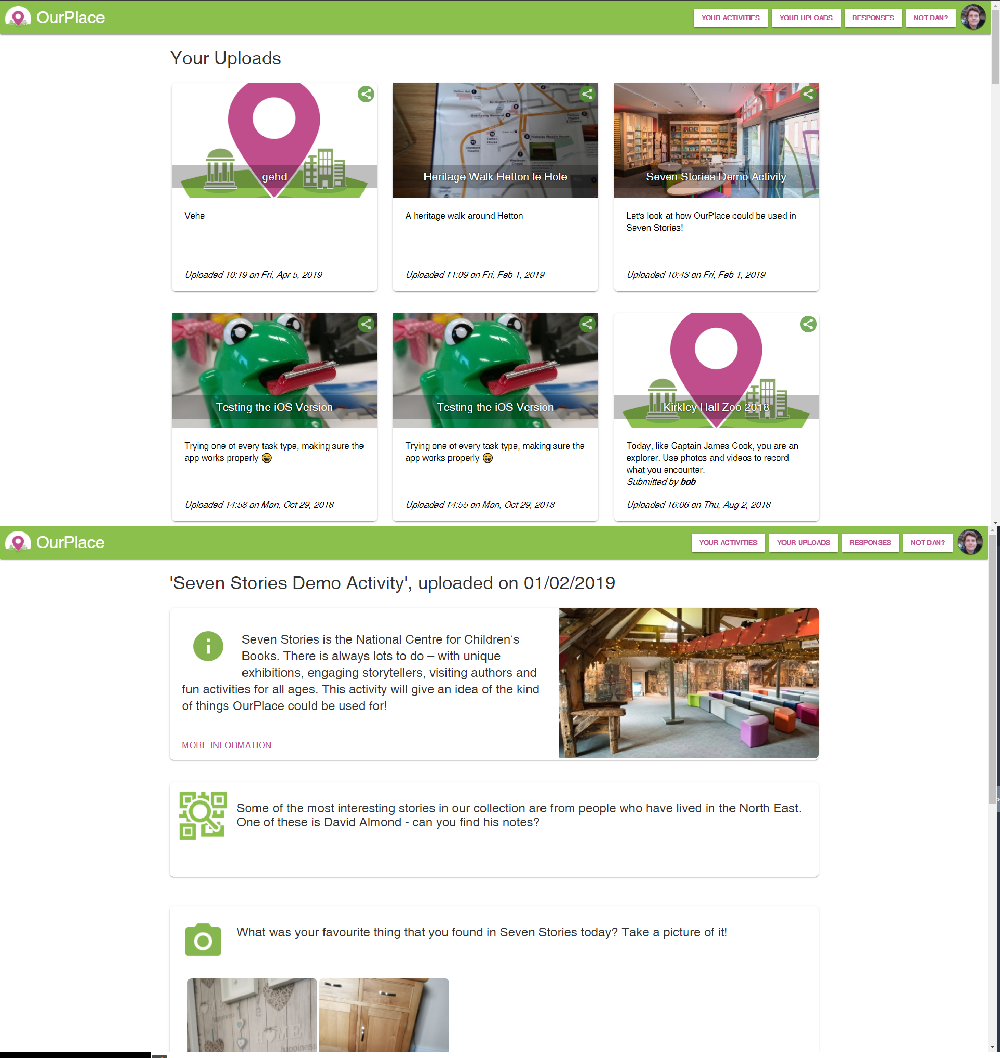 OurPlace
YOUR ACTIVITIES
YOUR UPLOADS
RESPONSES
NOT DAN?
Your Uploads
gehd
Heritage Walk Hetton le Hole
Seven Stories Demo Activity
Vehe
A heritage walk around Hetton
Let's look at how OurPlace could be used in
Seven Stories!
Uploaded 10:19 on Fri, Apr 5, 2019
Uploaded 11:09 on Fri, Feb 1, 2019
Uploaded 10:43 on Fri, Feb 1, 2019
Testing the iOS Version
Testing the iOS Version
Kirkley Hall Zoo 2018
Trying one of every task type, making sure the
app works properly 😄
Trying one of every task type, making sure the
app works properly 😄
Today, like Captain James Cook, you are an
explorer. Use photos and videos to record
what you encounter.
Submitted by bob
Uploaded 14:53 on Mon, Oct 29, 2018
Uploaded 14:55 on Mon, Oct 29, 2018
Uploaded 16:06 on Thu, Aug 2, 2018
OurPlace
YOUR ACTIVITIES
YOUR UPLOADS
RESPONSES
NOT DAN?
'Seven Stories Demo Activity', uploaded on 01/02/2019
Seven Stories is the National Centre for Children's
Books. There is always lots to do – with unique
exhibitions, engaging storytellers, visiting authors and
fun activities for all ages. This activity will give an idea of the kind
of things OurPlace could be used for!
MORE INFORMATION
Some of the most interesting stories in our collection are from people who have lived in the North East.
One of these is David Almond - can you find his notes?
What was your favourite thing that you found in Seven Stories today? Take a picture of it!